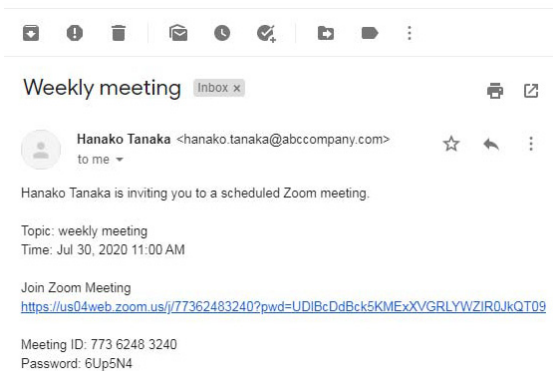 Weekly meeting Inbox x
Hanako Tanaka <hanako.tanaka@abccompany.com>
to me
Hanako Tanaka is inviting you to a scheduled Zoom meeting.
Topic: weekly meeting
Time: Jul 30, 2020 11:00 AM
Join Zoom Meeting
https://us04web.zoom.us/j/77362483240?pwd=UDlBcDdBck5KMExXVGRLYWZIR0JkQT09
Meeting ID: 773 6248 3240
Password: 6Up5N4